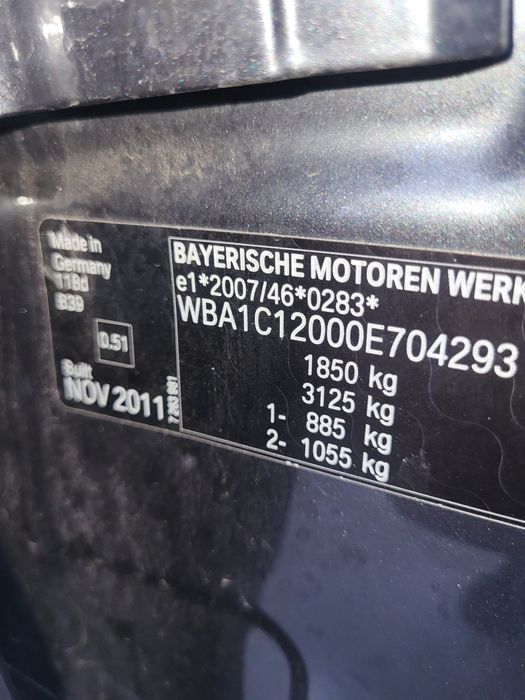 Made in
Germany
118d
B39
0.51
Built
NOV 2011
BAYERISCHE MOTOREN WERK
e1*2007/46*0283*
WBA1C12000E704293
1850 kg
3125 kg
1- 885 kg
2- 1055 kg